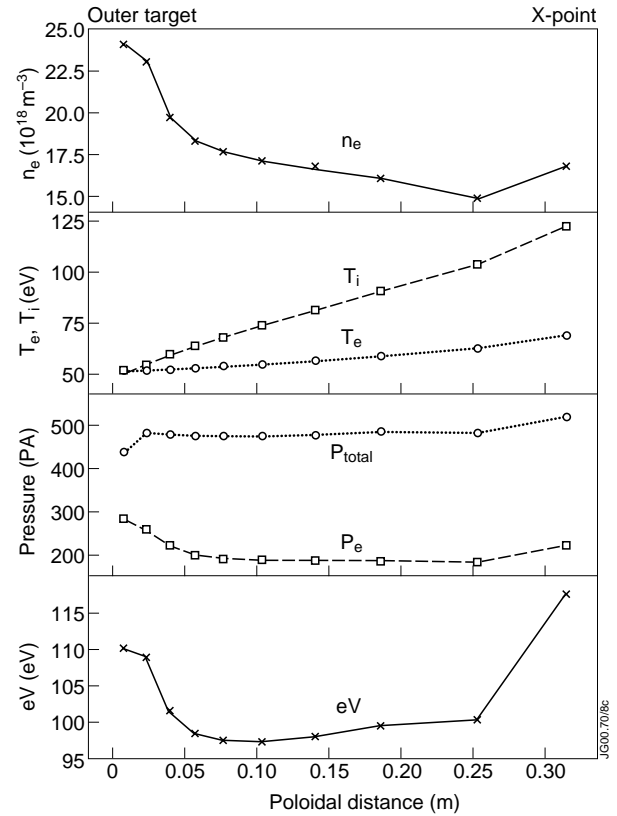 Outer target
X-point
25.0
22.5
20.0
17.5
15.0
n_e (10^18 m^−3)
n_e
125
100
75
50
T_e, T_i (eV)
T_i
T_e
500
400
300
200
Pressure (PA)
P_total
P_e
115
110
105
100
95
eV (eV)
eV
0
0.05
0.10
0.15
0.20
0.25
0.30
Poloidal distance (m)
JG00.70/8c